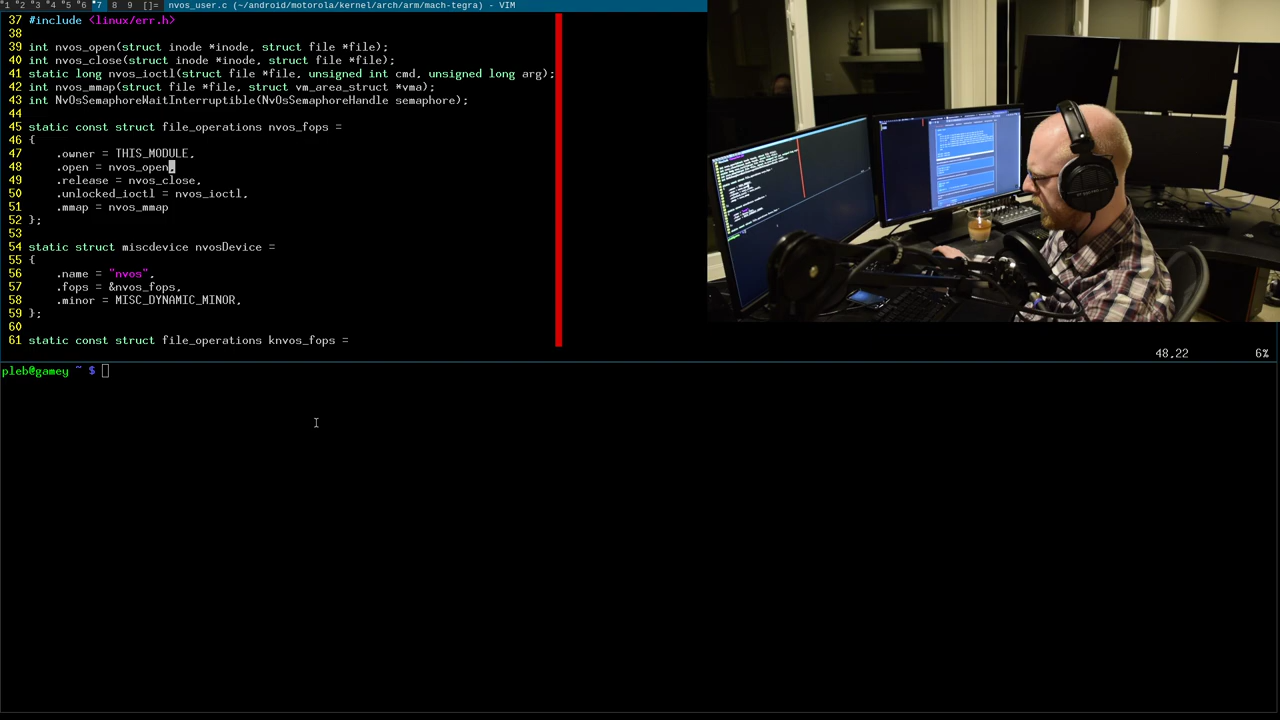 1 2 3 4 5 6 7 8 9 []= nvos_user.c (~/android/motorola/kernel/arch/arm/mach-tegra) - VIM
37 #include <linux/err.h>
38
39 int nvos_open(struct inode *inode, struct file *file);
40 int nvos_close(struct inode *inode, struct file *file);
41 static long nvos_ioctl(struct file *file, unsigned int cmd, unsigned long arg);
42 int nvos_mmap(struct file *file, struct vm_area_struct *vma);
43 int NvOsSemaphoreWaitInterruptible(NvOsSemaphoreHandle semaphore);
44
45 static const struct file_operations nvos_fops =
46 {
47     .owner = THIS_MODULE,
48     .open = nvos_open,
49     .release = nvos_close,
50     .unlocked_ioctl = nvos_ioctl,
51     .mmap = nvos_mmap
52 };
53
54 static struct miscdevice nvosDevice =
55 {
56     .name = "nvos",
57     .fops = &nvos_fops,
58     .minor = MISC_DYNAMIC_MINOR,
59 };
60
61 static const struct file_operations knvos_fops =
48,22 6%
pleb@gamey ~ $